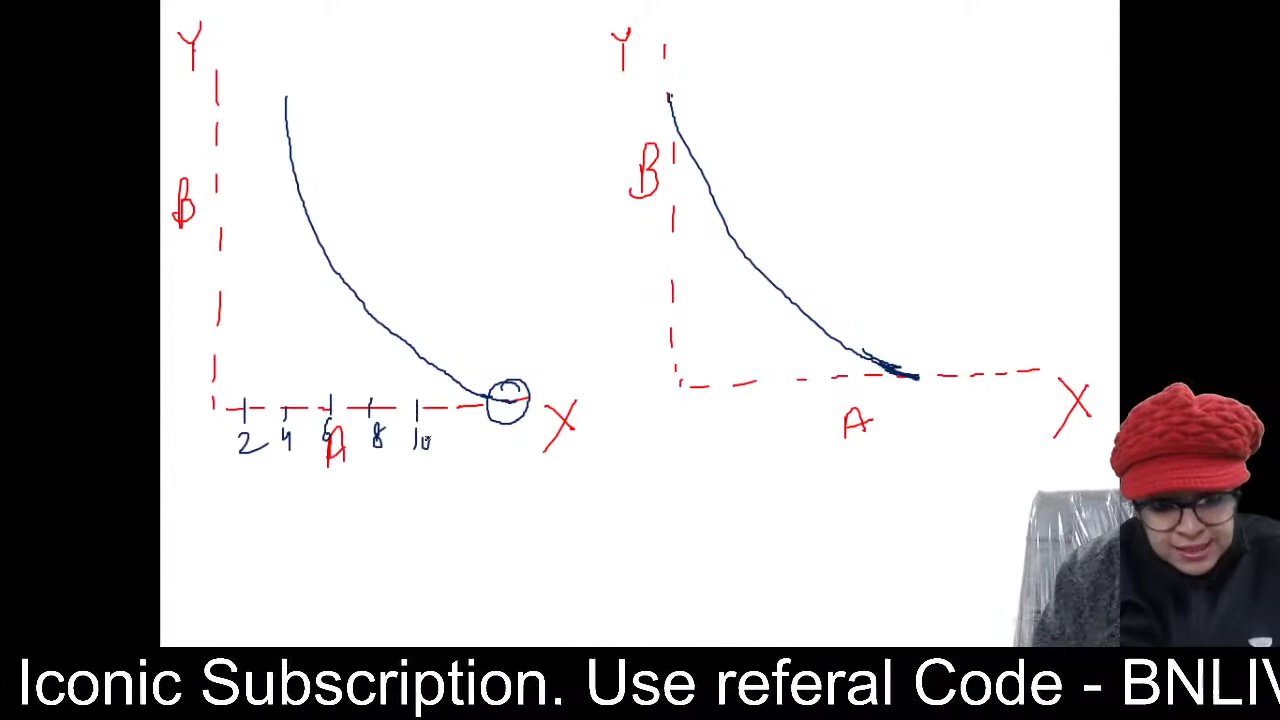 Y
B
2 4 6 8 10
A
X
Y
B
A
X
Iconic Subscription. Use referal Code - BNLIV